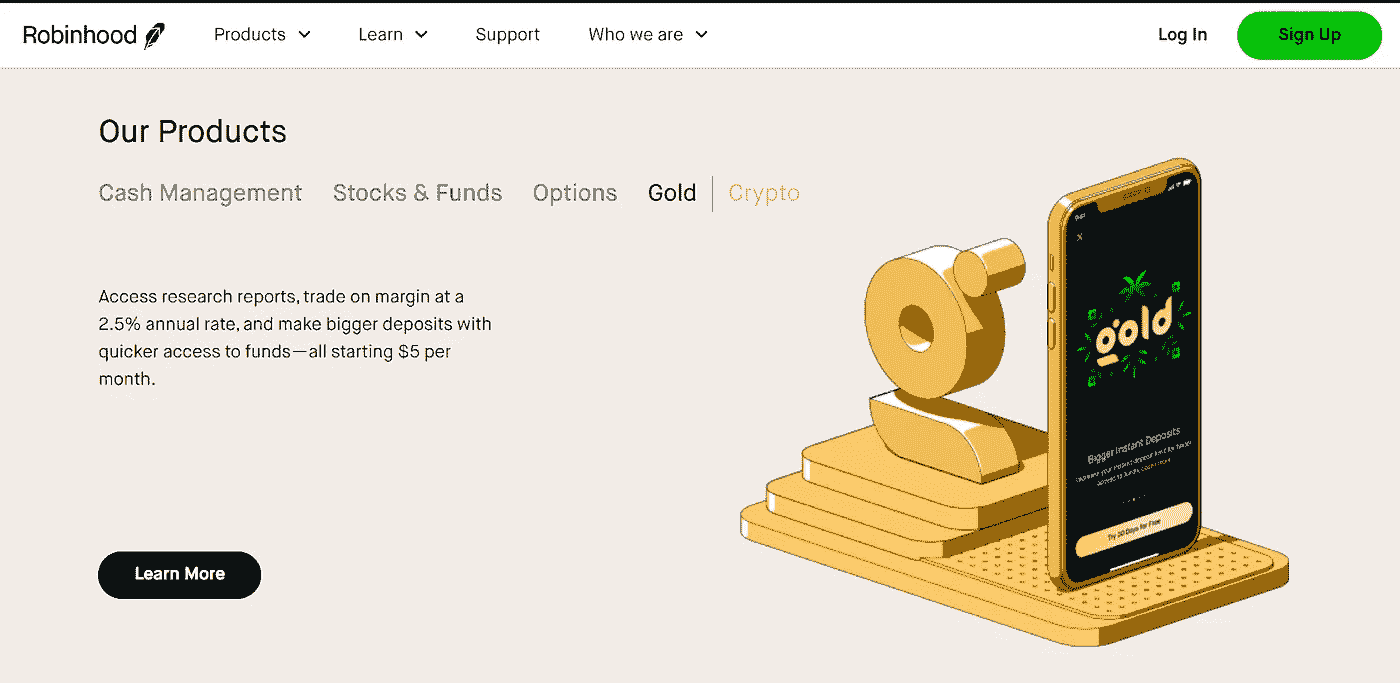 Robinhood
Products
Learn
Support
Who we are
Log In
Sign Up
Our Products
Cash Management
Stocks & Funds
Options
Gold
Crypto
Access research reports, trade on margin at a
2.5% annual rate, and make bigger deposits with
quicker access to funds—all starting $5 per
month.
Learn More
gold
Bigger Instant Deposits
Try 30 Days for Free